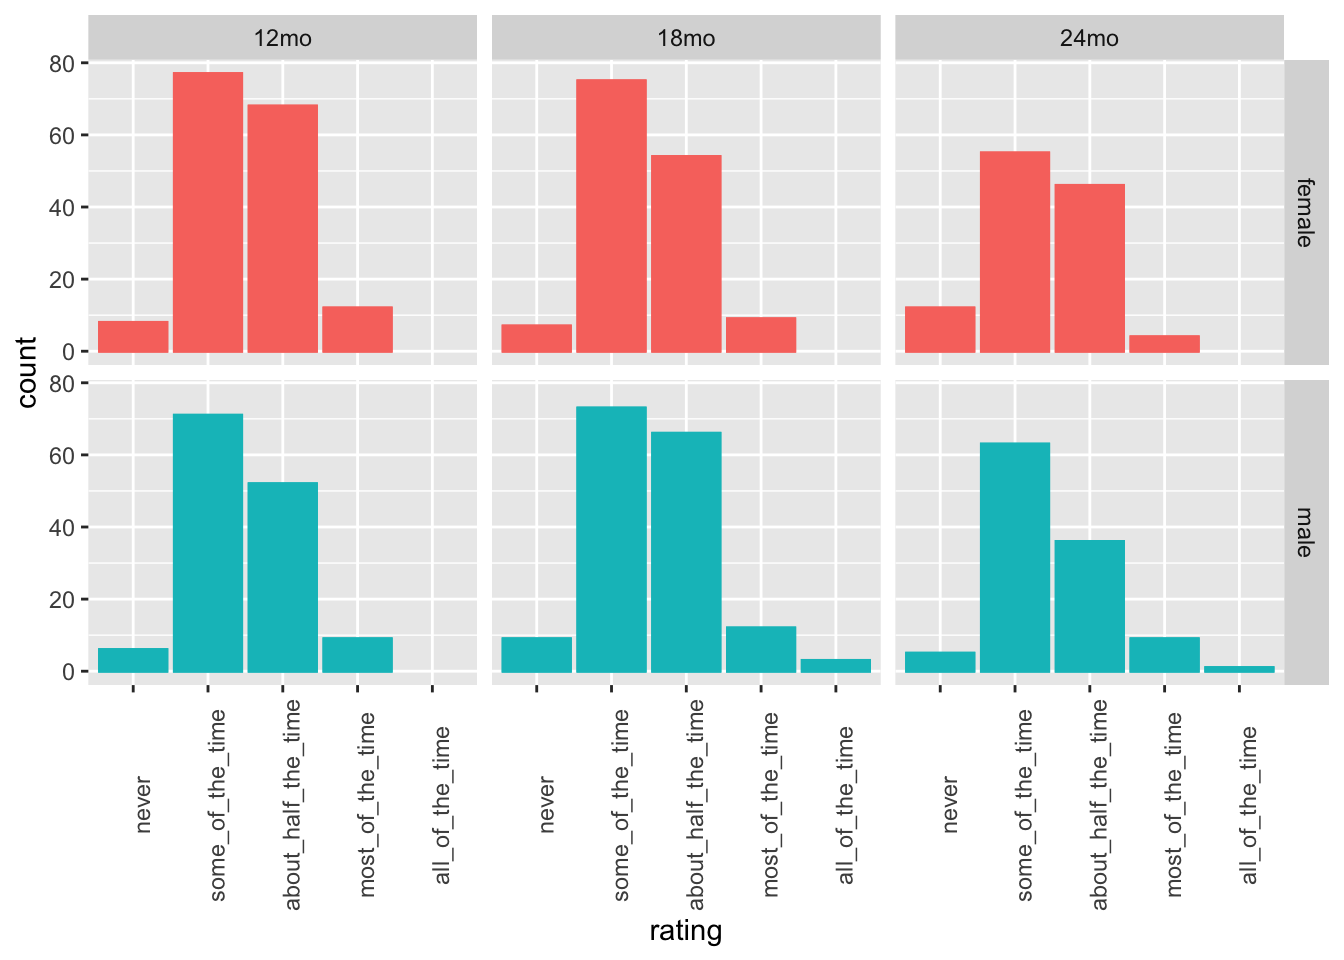 12mo 18mo 24mo
80
60
40
20
0
female
count
80
60
40
20
0
male
never some_of_the_time about_half_the_time most_of_the_time all_of_the_time never some_of_the_time about_half_the_time most_of_the_time all_of_the_time never some_of_the_time about_half_the_time most_of_the_time all_of_the_time
rating